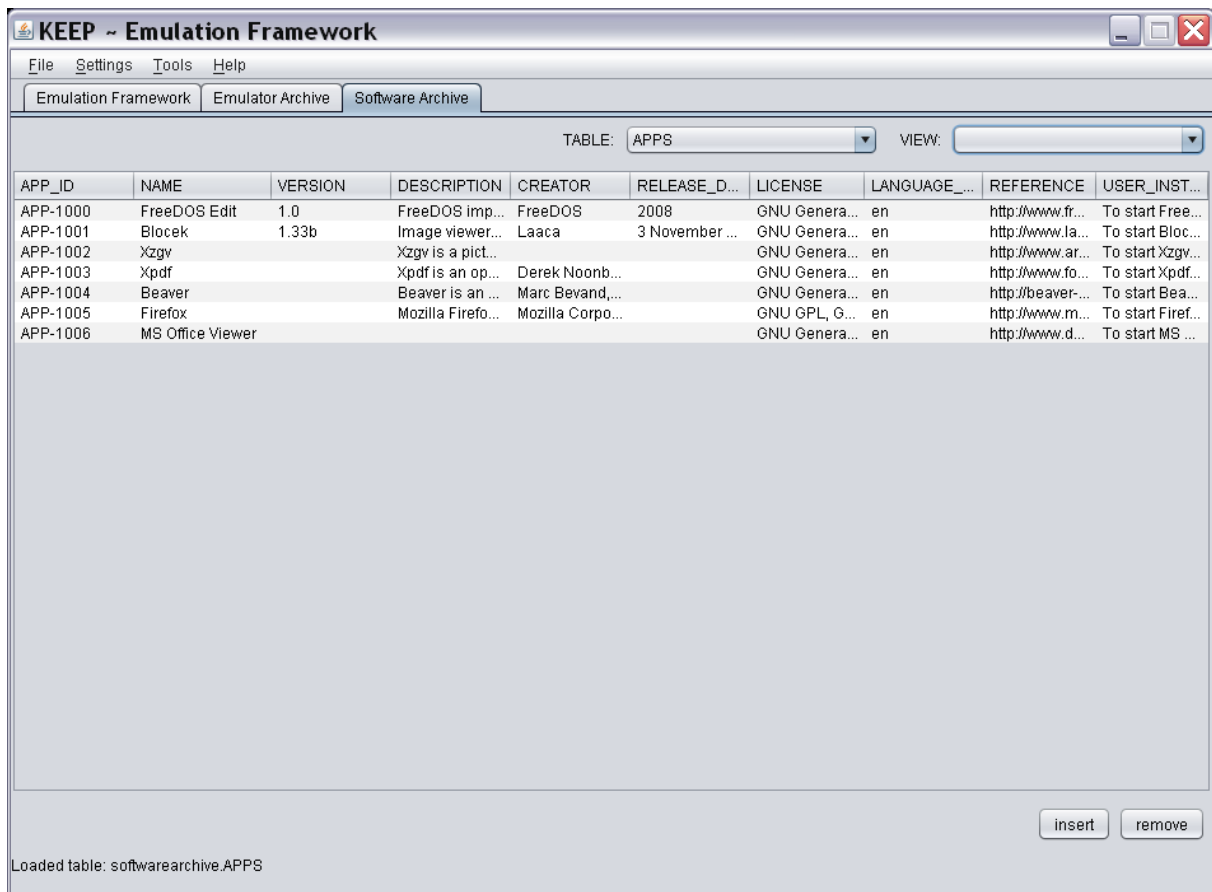 KEEP ~ Emulation Framework
File Settings Tools Help
Emulation Framework Emulator Archive Software Archive
TABLE: APPS VIEW:
APP_ID NAME VERSION DESCRIPTION CREATOR RELEASE_D... LICENSE LANGUAGE_... REFERENCE USER_INST...
APP-1000 FreeDOS Edit 1.0 FreeDOS imp... FreeDOS 2008 GNU Genera... en http://www.fr... To start Free...
APP-1001 Blocek 1.33b Image viewer... Laaca 3 November ... GNU Genera... en http://www.la... To start Bloc...
APP-1002 Xzgv Xzgv is a pict... GNU Genera... en http://www.ar... To start Xzgv...
APP-1003 Xpdf Xpdf is an op... Derek Noonb... GNU Genera... en http://www.fo... To start Xpdf...
APP-1004 Beaver Beaver is an ... Marc Bevand,... GNU Genera... en http://beaver-... To start Bea...
APP-1005 Firefox Mozilla Firefo... Mozilla Corpo... GNU GPL, G... en http://www.m... To start Firef...
APP-1006 MS Office Viewer GNU Genera... en http://www.d... To start MS ...
insert remove
Loaded table: softwarearchive.APPS